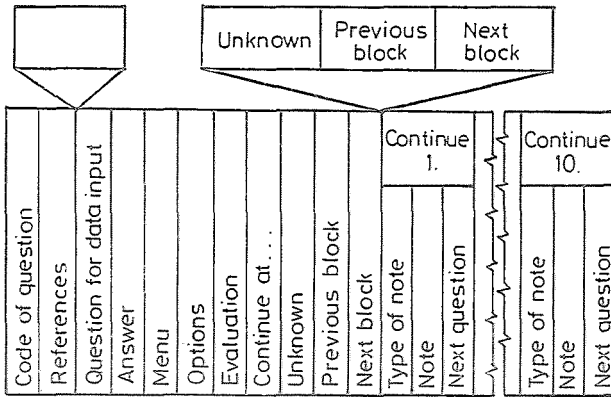 Unknown
Previous
block
Next
block
Code of question
References
Question for data input
Answer
Menu
Options
Evaluation
Continue at...
Unknown
Previous block
Next block
Continue
1.
Type of note
Note
Next question
Continue
10.
Type of note
Note
Next question